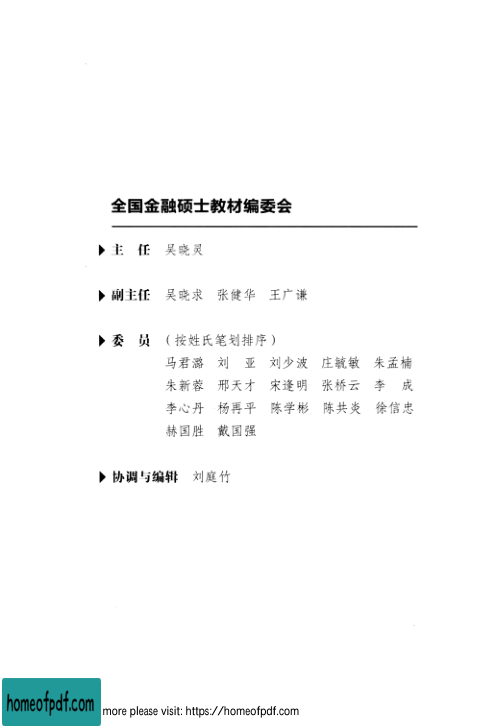 全国金融硕士教材编委会
主 任 吴晓灵
副主任 吴晓求 张健华 王广谦
委 员 (按姓氏笔划排序)
马君潞 刘 亚 刘少波 庄毓敏 朱孟楠
朱新蓉 邢天才 宋逢明 张桥云 李 成
李心丹 杨再平 陈学彬 陈共炎 徐信忠
赫国胜 戴国强
协调与编辑 刘庭竹
homeofpdf.com
more please visit: https://homeofpdf.com